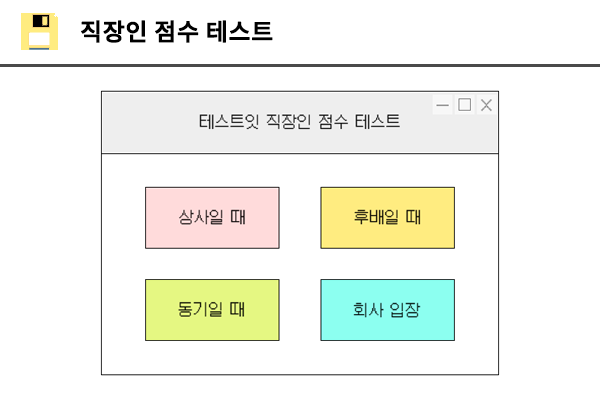 직장인 점수 테스트
테스트잇 직장인 점수 테스트
상사일 때
후배일 때
동기일 때
회사 입장